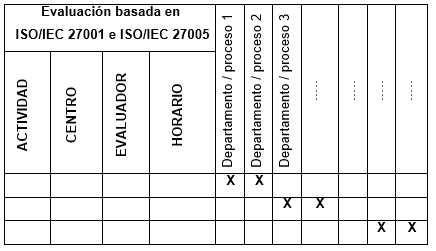 Evaluación basada en
ISO/IEC 27001 e ISO/IEC 27005
ACTIVIDAD
CENTRO
EVALUADOR
HORARIO
Departamento / proceso 1
Departamento / proceso 2
Departamento / proceso 3
......
......
......
......
X X
X X
X X